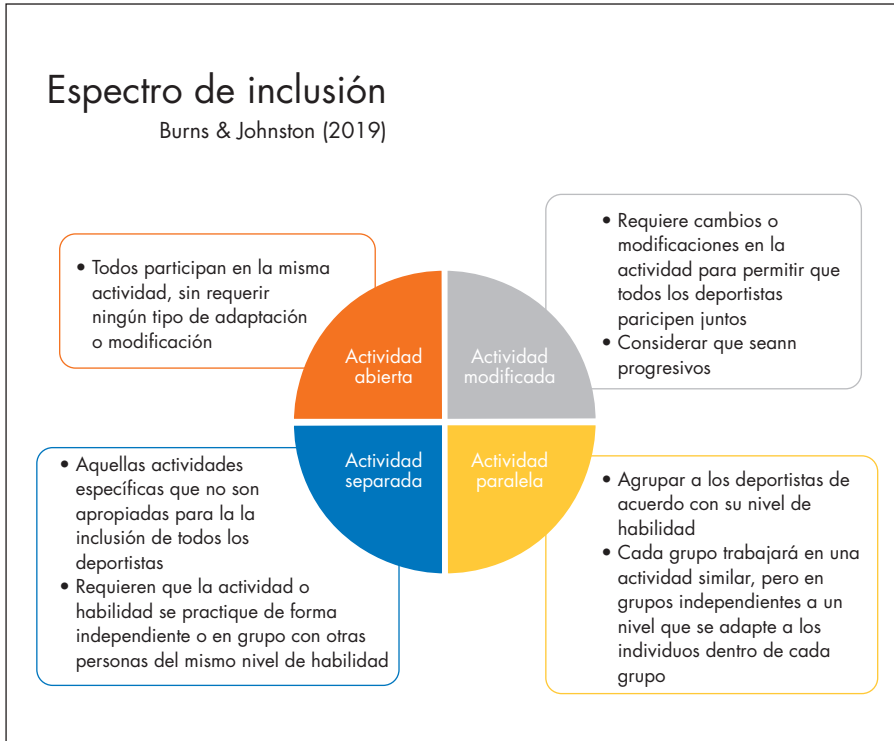 Espectro de inclusión
Burns & Johnston (2019)
• Todos participan en la misma
actividad, sin requerir
ningún tipo de adaptación
o modificación
• Requiere cambios o
modificaciones en la
actividad para permitir que
todos los deportistas
paricipen juntos
• Considerar que seann
progresivos
Actividad
abierta
Actividad
modificada
Actividad
separada
Actividad
paralela
• Aquellas actividades
específicas que no son
apropiadas para la la
inclusión de todos los
deportistas
• Requieren que la actividad o
habilidad se practique de forma
independiente o en grupo con otras
personas del mismo nivel de habilidad
• Agrupar a los deportistas de
acuerdo con su nivel de
habilidad
• Cada grupo trabajará en una
actividad similar, pero en
grupos independientes a un
nivel que se adapte a los
individuos dentro de cada
grupo